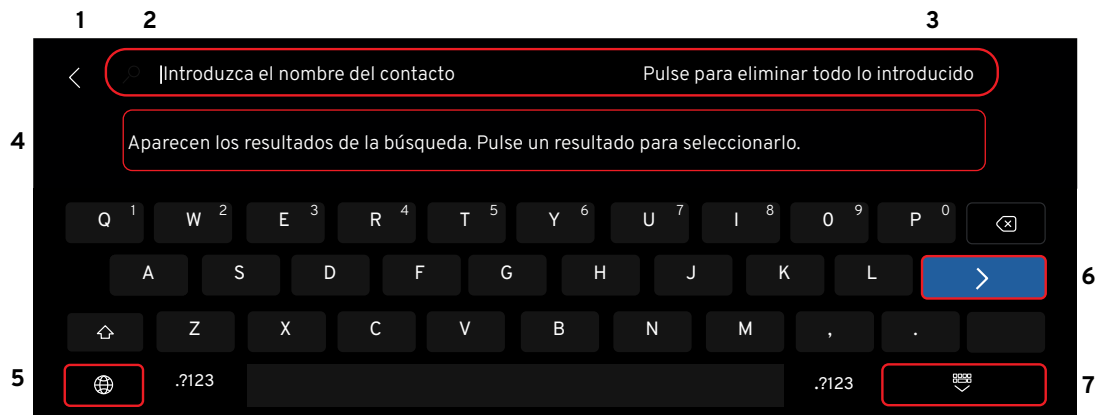 1 2 3
Introduzca el nombre del contacto Pulse para eliminar todo lo introducido
4
Aparecen los resultados de la búsqueda. Pulse un resultado para seleccionarlo.
Q 1 W 2 E 3 R 4 T 5 Y 6 U 7 I 8 O 9 P 0
A S D F G H J K L
6
Z X C V B N M , .
5
.?123 .?123
7